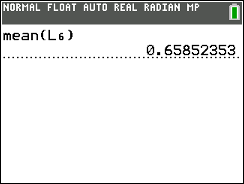 NORMAL FLOAT AUTO REAL RADIAN MP
mean(L₆)
0.65852353